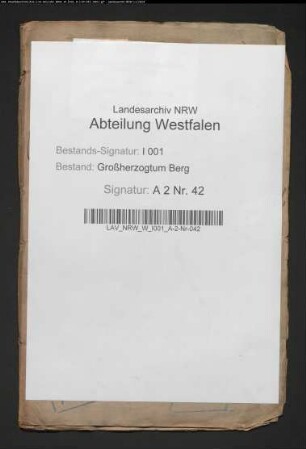 Landesarchiv NRW
Abteilung Westfalen
Bestands-Signatur: I 001
Bestand: Großherzogtum Berg
Signatur: A 2 Nr. 42
LAV_NRW_W_I001_A-2-Nr-042